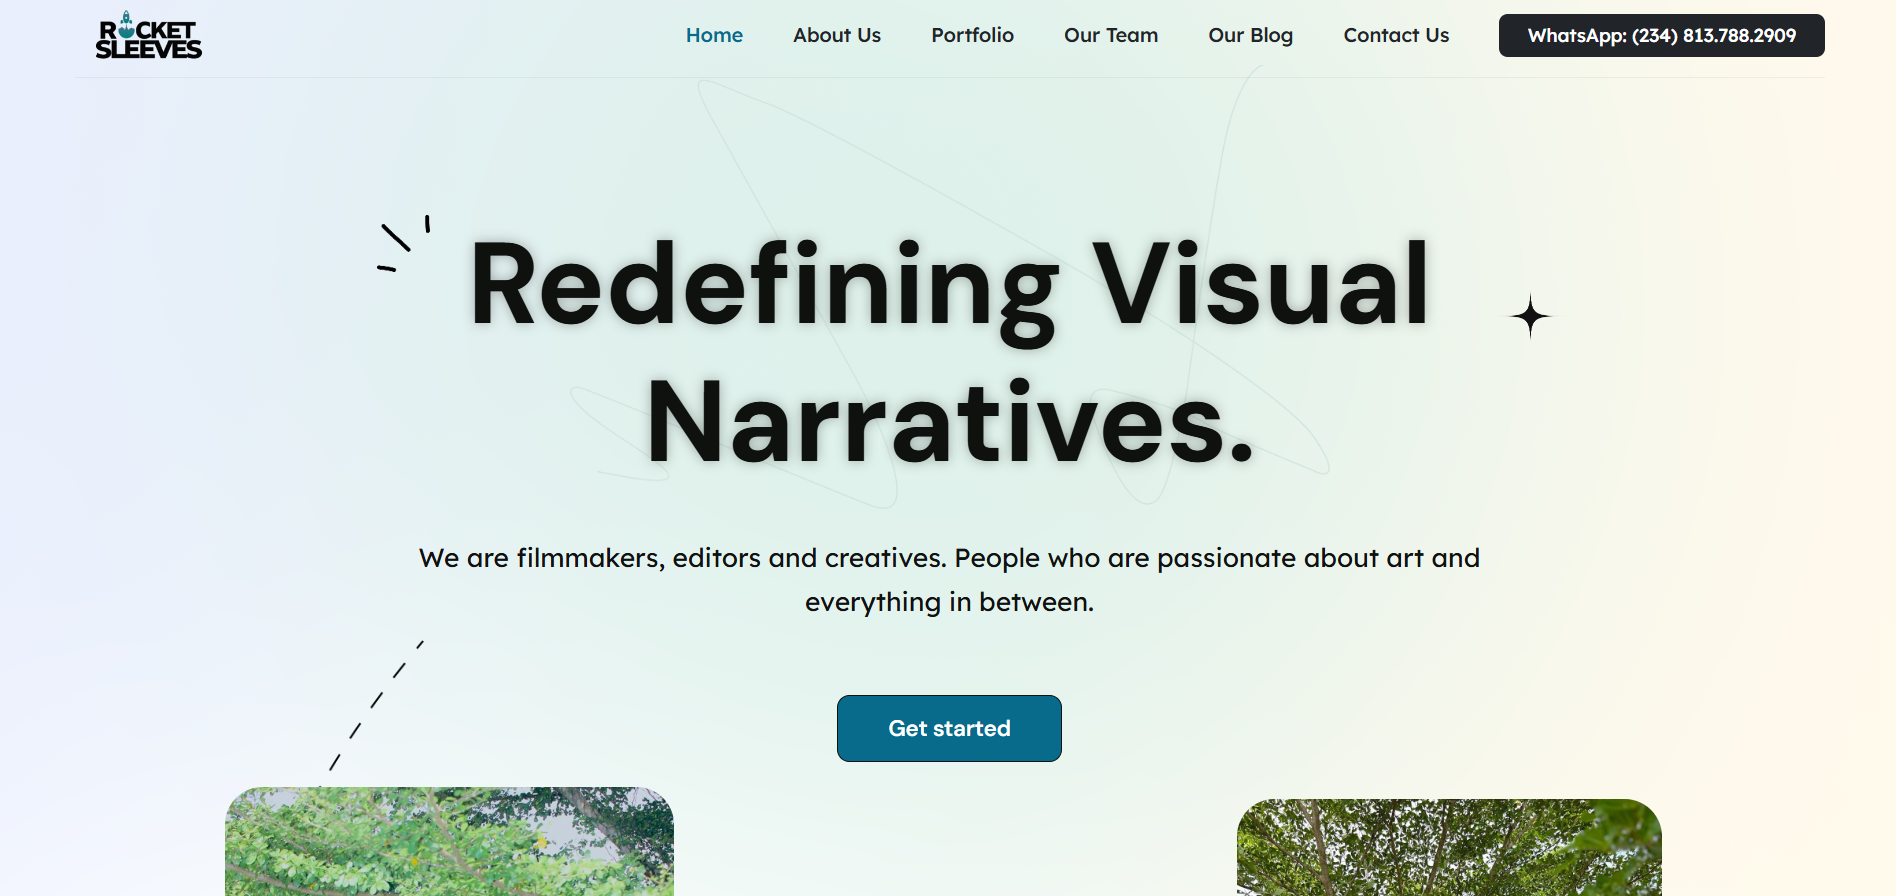 ROCKET
SLEEVES
Home
About Us
Portfolio
Our Team
Our Blog
Contact Us
WhatsApp: (234) 813.788.2909
Redefining Visual
Narratives.
We are filmmakers, editors and creatives. People who are passionate about art and
everything in between.
Get started